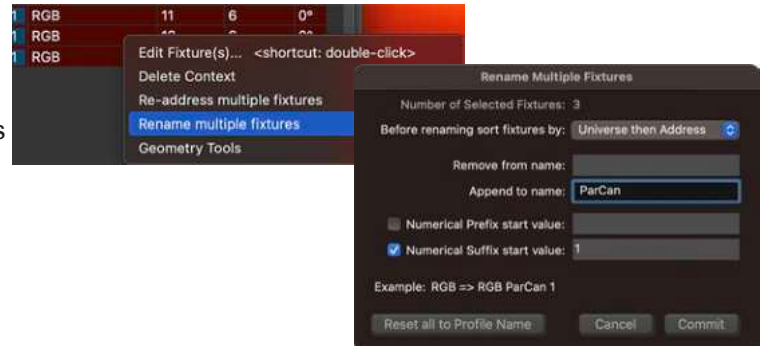 1 RGB 11 6 0°
1 RGB
1 RGB
Edit Fixture(s)... <shortcut: double-click>
Delete Context
Re-address multiple fixtures
Rename multiple fixtures
Geometry Tools
s
Rename Multiple Fixtures
Number of Selected Fixtures: 3
Before renaming sort fixtures by: Universe then Address
Remove from name:
Append to name: ParCan
Numerical Prefix start value:
Numerical Suffix start value: 1
Example: RGB => RGB ParCan 1
Reset all to Profile Name Cancel Commit